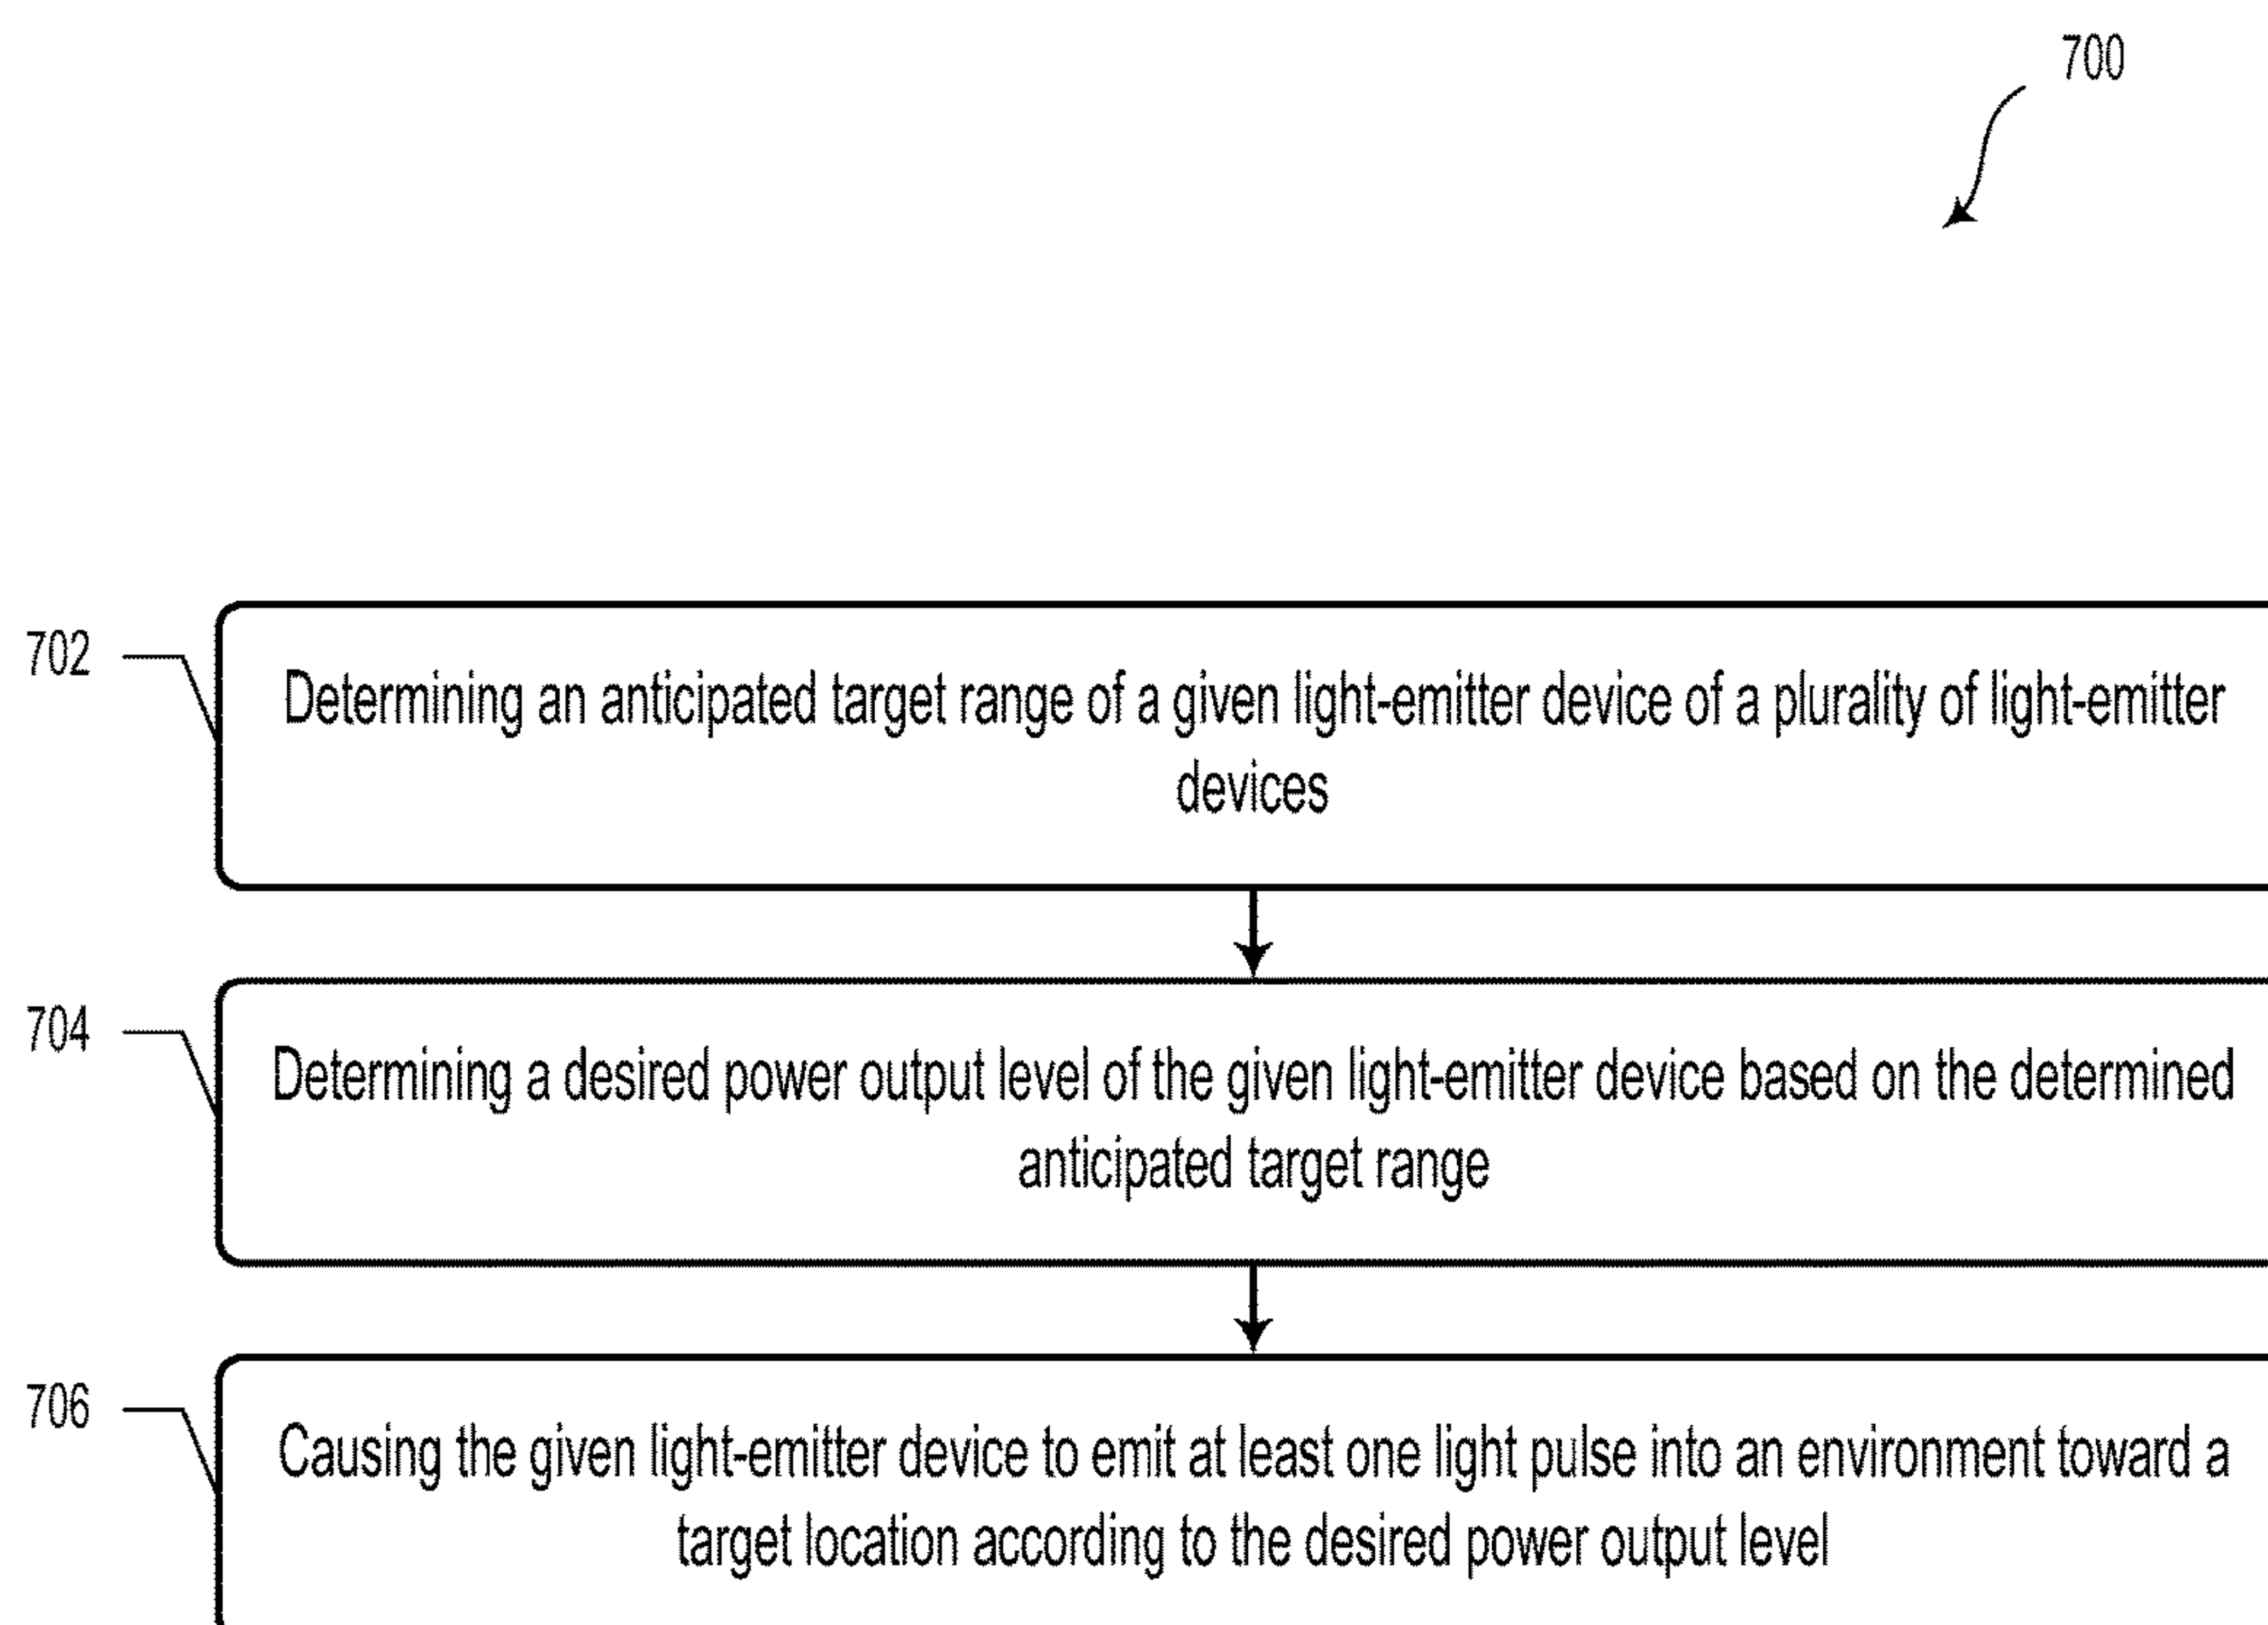 700
702
Determining an anticipated target range of a given light-emitter device of a plurality of light-emitter
devices
704
Determining a desired power output level of the given light-emitter device based on the determined
anticipated target range
706
Causing the given light-emitter device to emit at least one light pulse into an environment toward a
target location according to the desired power output level